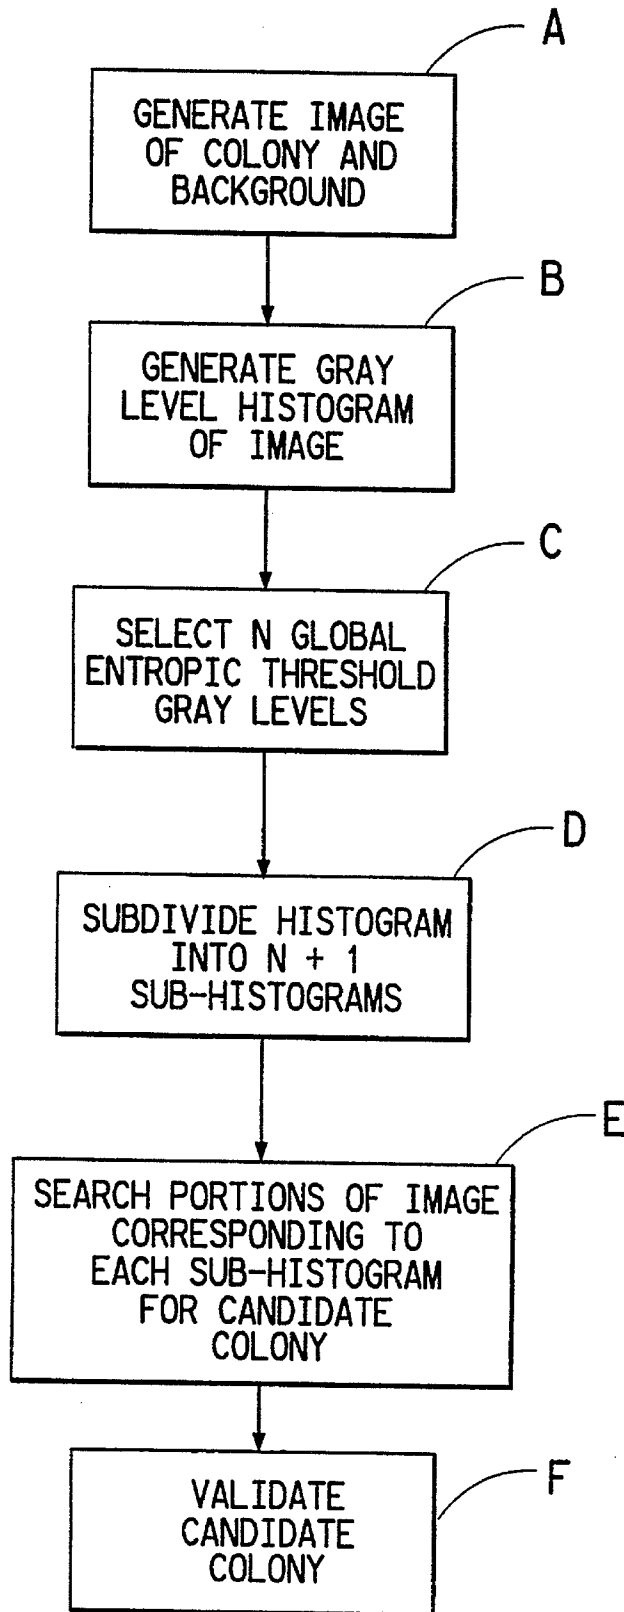 A
GENERATE IMAGE
OF COLONY AND
BACKGROUND
B
GENERATE GRAY
LEVEL HISTOGRAM
OF IMAGE
C
SELECT N GLOBAL
ENTROPIC THRESHOLD
GRAY LEVELS
D
SUBDIVIDE HISTOGRAM
INTO N + 1
SUB-HISTOGRAMS
E
SEARCH PORTIONS OF IMAGE
CORRESPONDING TO
EACH SUB-HISTOGRAM
FOR CANDIDATE
COLONY
F
VALIDATE
CANDIDATE
COLONY